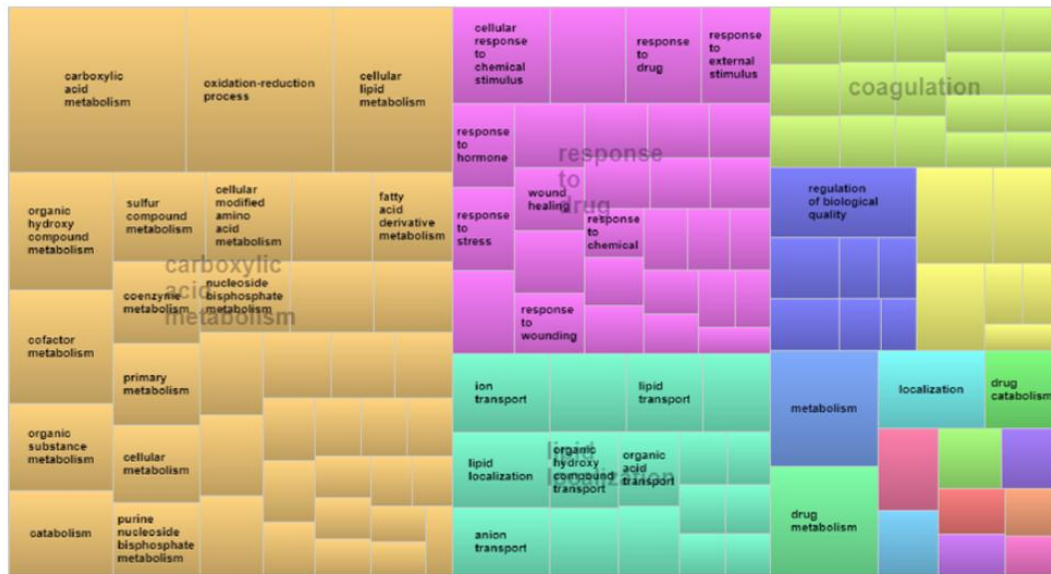 carboxylic
acid
metabolism
oxidation-reduction
process
cellular
lipid
metabolism
organic
hydroxy
compound
metabolism
sulfur
compound
metabolism
cellular
modified
amino
acid
metabolism
fatty
acid
derivative
metabolism
carboxylic
acid
metabolism
coenzyme
metabolism
nucleoside
bisphosphate
metabolism
cofactor
metabolism
primary
metabolism
organic
substance
metabolism
cellular
metabolism
catabolism
purine
nucleoside
bisphosphate
metabolism
cellular
response
to
chemical
stimulus
response
to
drug
response
to
external
stimulus
response
to
hormone
response
to
drug
wound
healing
response
to
stress
response
to
chemical
response
to
wounding
ion
transport
lipid
transport
lipid
localization
lipid
localization
organic
hydroxy
compound
transport
organic
acid
transport
anion
transport
coagulation
regulation
of biological
quality
metabolism
localization
drug
catabolism
drug
metabolism